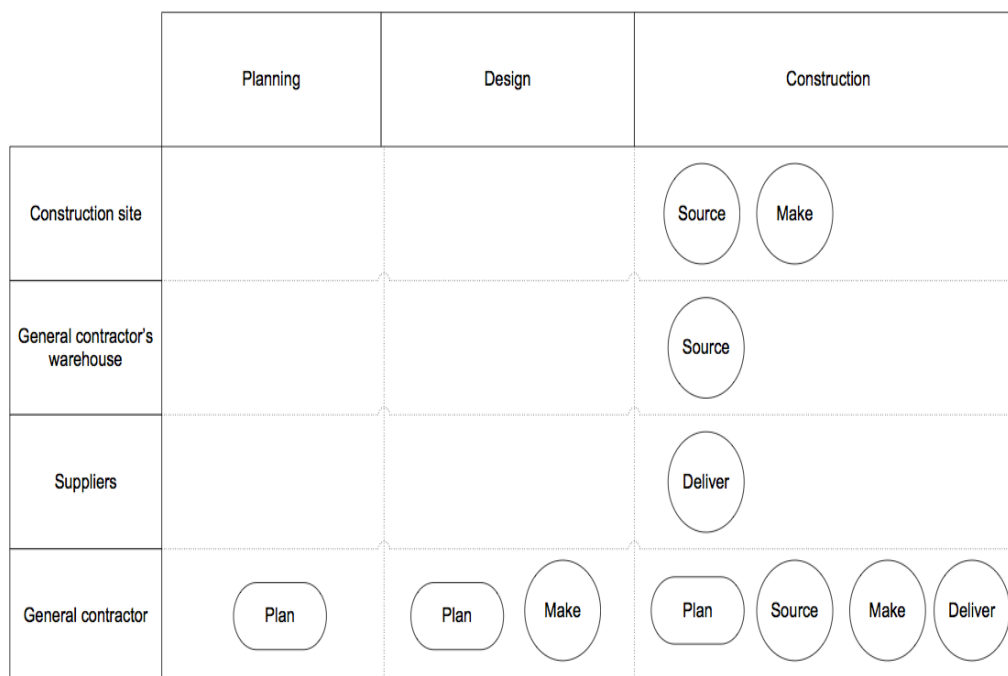 Planning
Design
Construction
Construction site
Source
Make
General contractor's
warehouse
Source
Suppliers
Deliver
General contractor
Plan
Plan
Make
Plan
Source
Make
Deliver